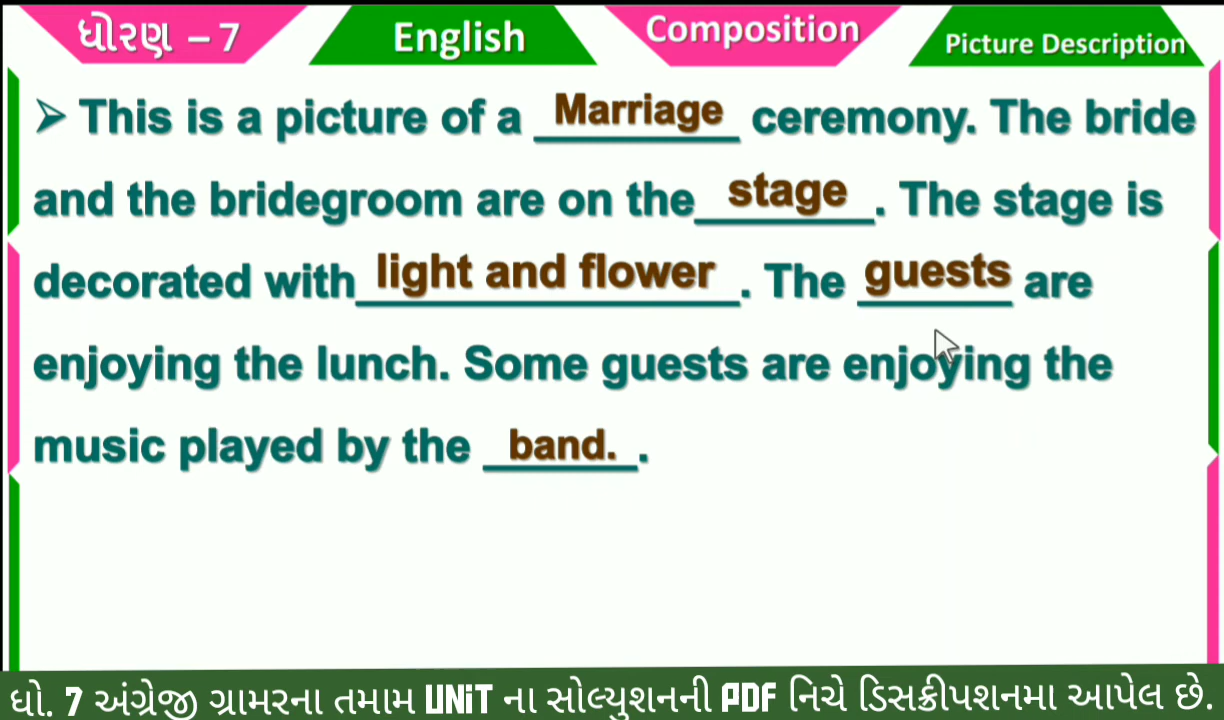 ધોરણ – 7 English Composition Picture Description
➢ This is a picture of a Marriage ceremony. The bride
and the bridegroom are on the stage. The stage is
decorated with light and flower. The guests are
enjoying the lunch. Some guests are enjoying the
music played by the band. .
ધો. 7 અંગ્રેજી ગ્રામરના તમામ UNiT ના સોલ્યુશનની PDF નિચે ડિસક્રીપશનમા આપેલ છે.